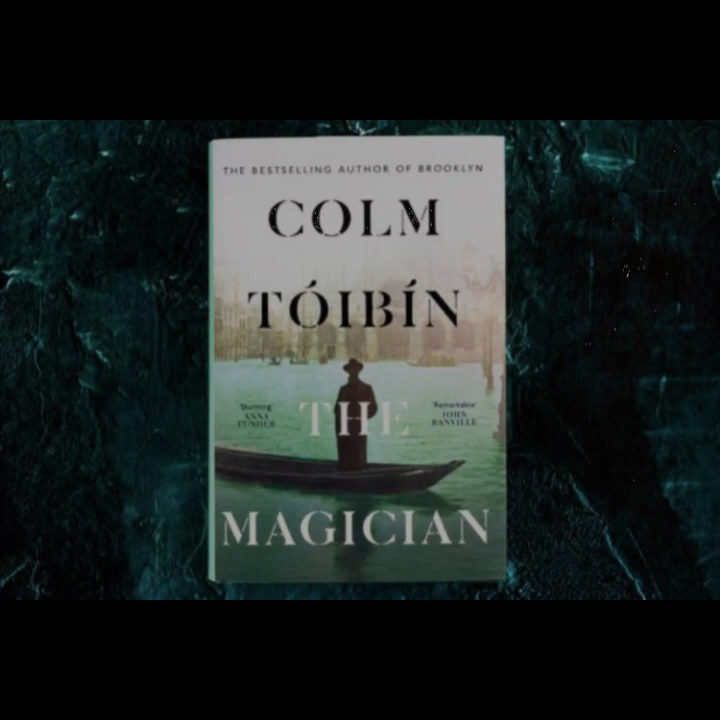 THE BESTSELLING AUTHOR OF BROOKLYN
COLM
TÓIBÍN
'Stunning'
ANNA
FUNDER
THE
'Remarkable'
JOHN
BANVILLE
MAGICIAN